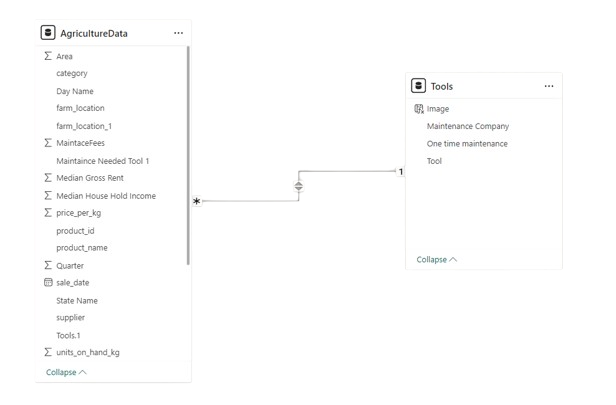 AgricultureData
Area
category
Day Name
farm_location
farm_location_1
MaintaceFees
Maintaince Needed Tool 1
Median Gross Rent
Median House Hold Income
price_per_kg
product_id
product_name
Quarter
sale_date
State Name
supplier
Tools.1
units_on_hand_kg
Collapse
*
1
Tools
Image
Maintenance Company
One time maintenance
Tool
Collapse